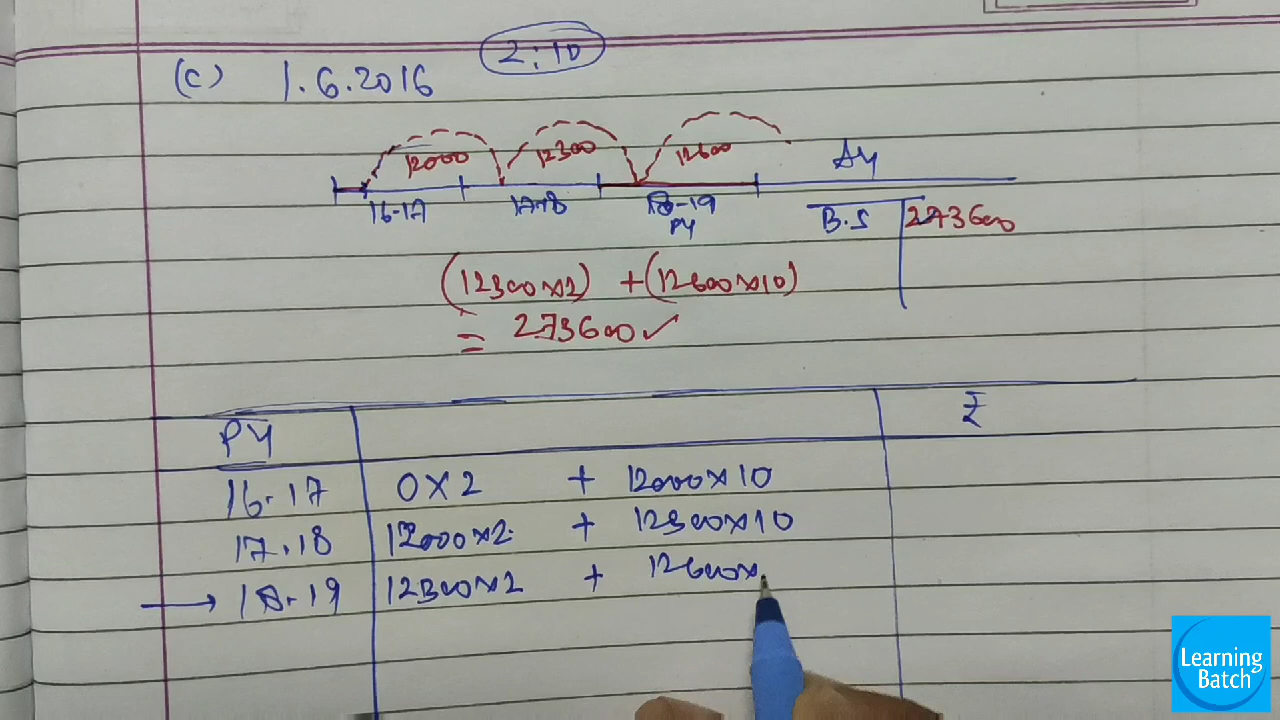 2:10
(c) 1.6.2016
12000 12300 12600 AY
16-17 17-18 18-19 B.S 273600
PY
(12300×2) + (12600×10)
= 273600 ✓
PY ₹
16-17 0×2 + 12000×10
17-18 12000×2 + 12300×10
→ 18-19 12300×2 + 12600×
Learning
Batch